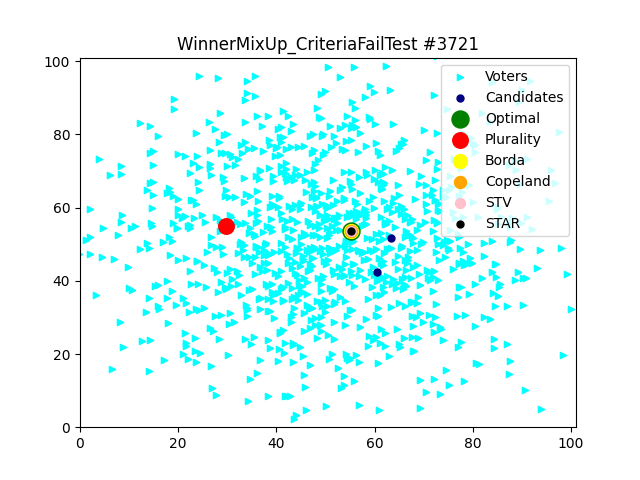 WinnerMixUp_CriteriaFailTest #3721
100
80
60
40
20
0
0
20
40
60
80
100
Voters
Candidates
Optimal
Plurality
Borda
Copeland
STV
STAR